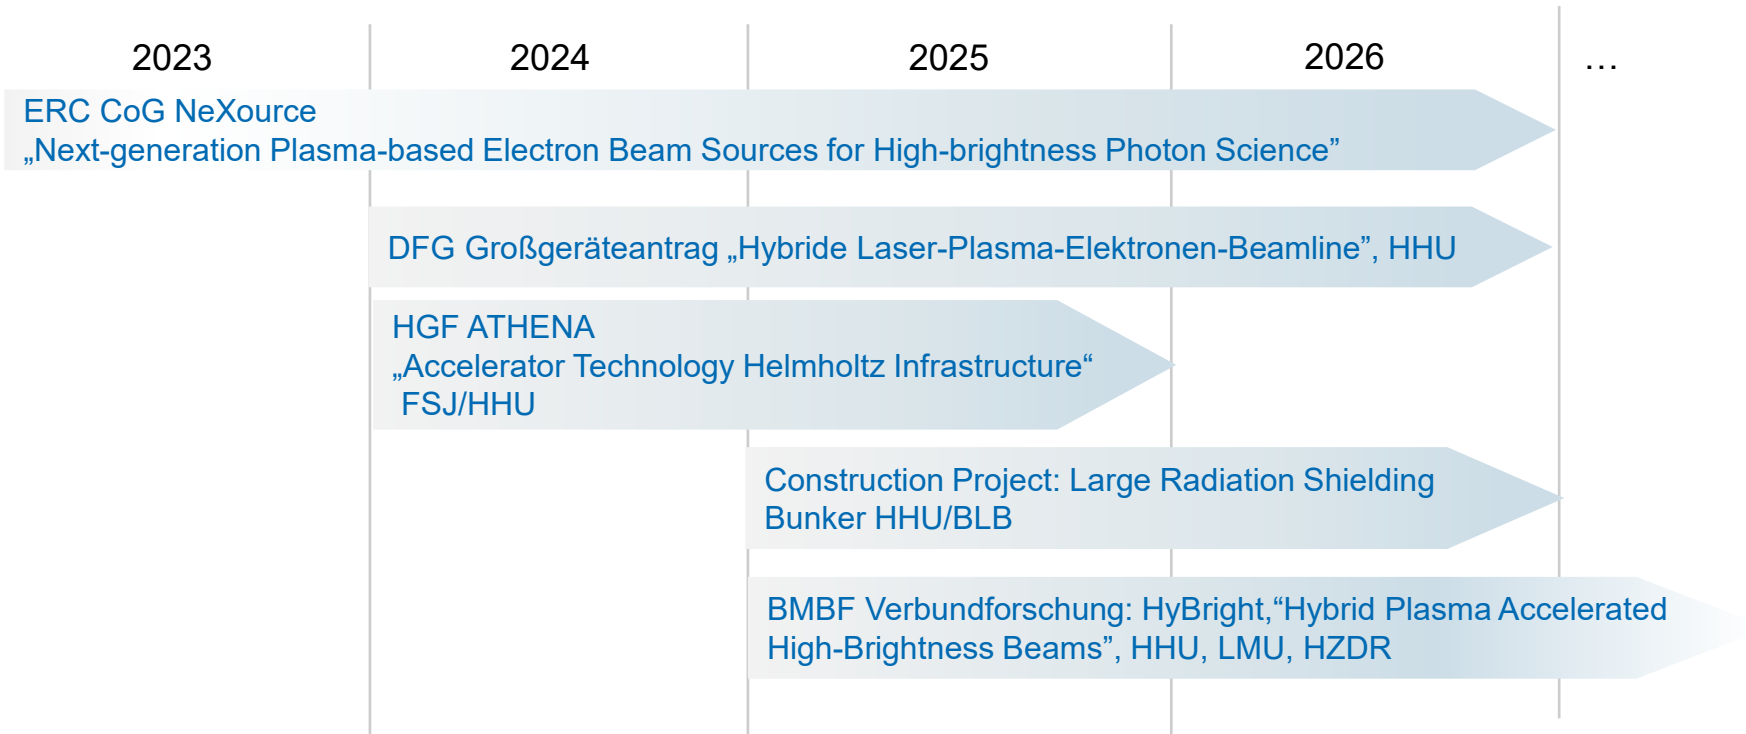 2023 2024 2025 2026 ...
ERC CoG NeXource
„Next-generation Plasma-based Electron Beam Sources for High-brightness Photon Science”
DFG Großgeräteantrag „Hybride Laser-Plasma-Elektronen-Beamline”, HHU
HGF ATHENA
„Accelerator Technology Helmholtz Infrastructure“
FSJ/HHU
Construction Project: Large Radiation Shielding
Bunker HHU/BLB
BMBF Verbundforschung: HyBright,“Hybrid Plasma Accelerated
High-Brightness Beams”, HHU, LMU, HZDR